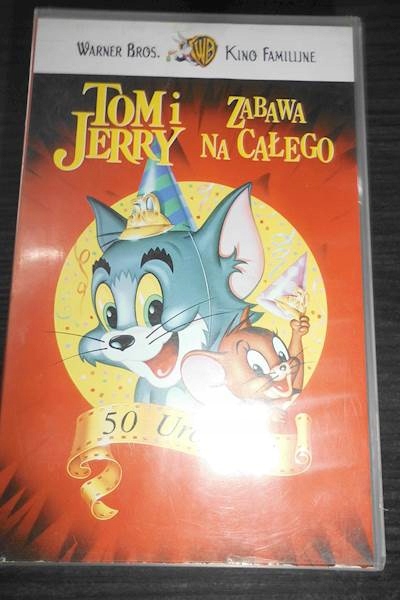 WARNER BROS. WB KINO FAMILIJNE
TOM i JERRY
ZABAWA NA CAŁEGO
50